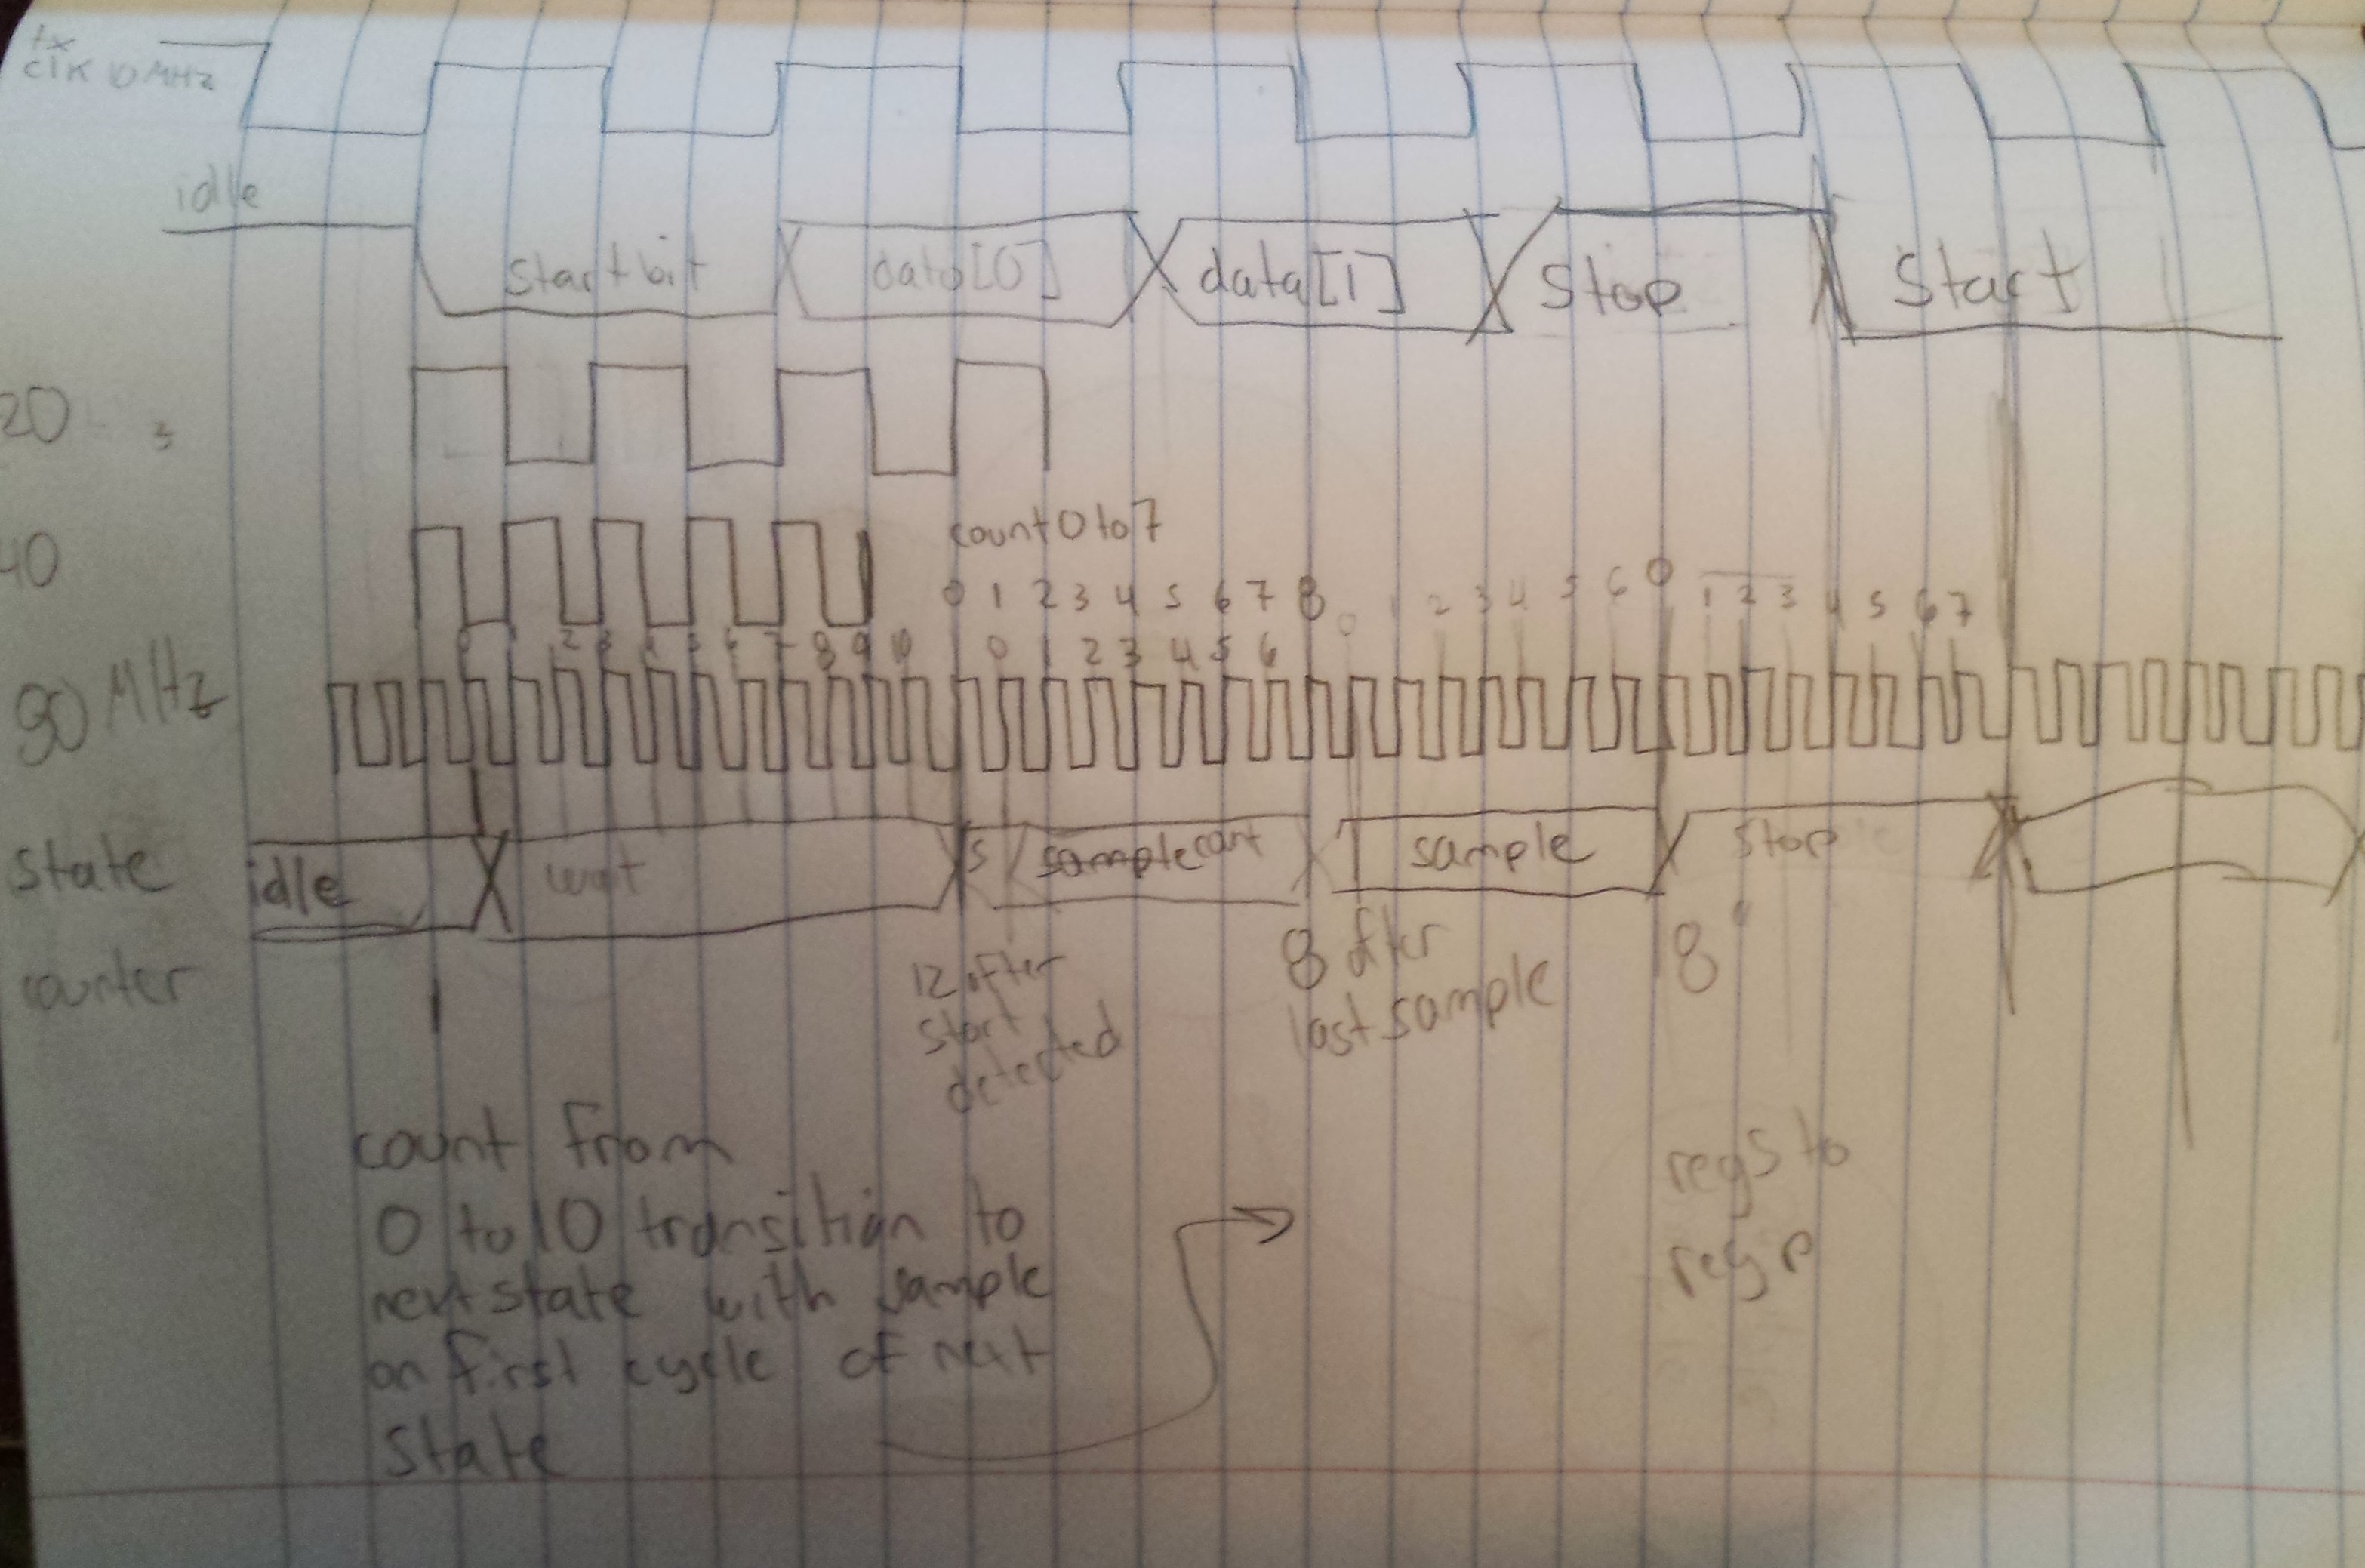 tx
clk 10 MHz
idle
start bit
data[0]
data[1]
Stop
Start
20
40
count 0 to 7
0 1 2 3 4 5 6 7 8
0 1 2 3 4 5 6 0 1 2 3 4 5 6 7
0 1 2 3 4 5 6 7 8 9 10
0 1 2 3 4 5 6
80 MHz
state
idle
wait
s
sample cont
sample
stop
counter
12 after
start
detected
8 after
last sample
8 "
count from
0 to 10 transition to
next state with sample
on first cycle of next
state
regs to